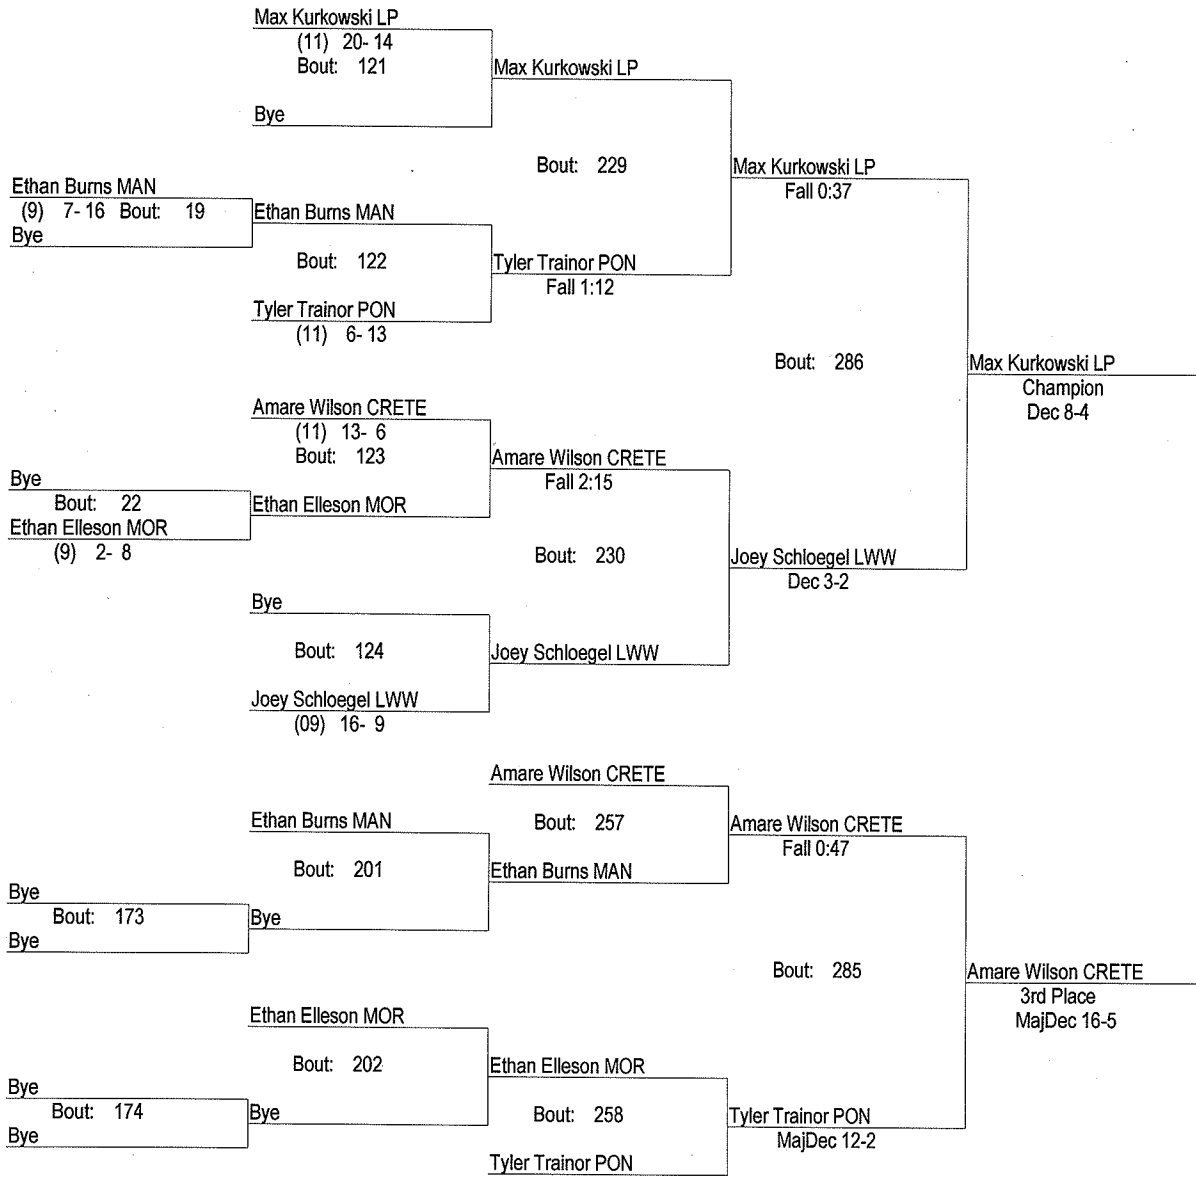 Max Kurkowski LP
(11) 20- 14
Bout: 121
Max Kurkowski LP
Bye
Bout: 229
Max Kurkowski LP
Fall 0:37
Ethan Burns MAN
(9) 7- 16 Bout: 19
Bye
Ethan Burns MAN
Bout: 122
Tyler Trainor PON
Fall 1:12
Tyler Trainor PON
(11) 6- 13
Bout: 286
Max Kurkowski LP
Champion
Dec 8-4
Amare Wilson CRETE
(11) 13- 6
Bout: 123
Amare Wilson CRETE
Fall 2:15
Bye
Bout: 22
Ethan Elleson MOR
(9) 2- 8
Ethan Elleson MOR
Bout: 230
Joey Schloegel LWW
Dec 3-2
Bye
Bout: 124
Joey Schloegel LWW
Joey Schloegel LWW
(09) 16- 9
Amare Wilson CRETE
Bout: 257
Amare Wilson CRETE
Fall 0:47
Ethan Burns MAN
Bout: 201
Ethan Burns MAN
Bye
Bout: 173
Bye
Bye
Bout: 285
Amare Wilson CRETE
3rd Place
MajDec 16-5
Ethan Elleson MOR
Bout: 202
Ethan Elleson MOR
Bye
Bout: 174
Bye
Bye
Bout: 258
Tyler Trainor PON
MajDec 12-2
Tyler Trainor PON